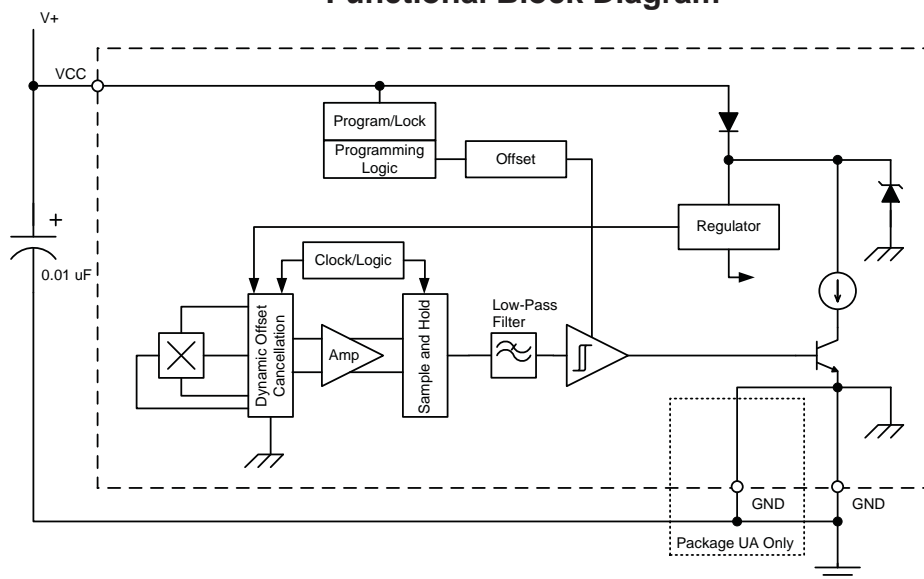 Functional Block Diagram
V+
VCC
Program/Lock
Programming
Logic
Offset
Regulator
+
0.01 uF
Clock/Logic
Low-Pass
Filter
Dynamic Offset
Cancellation
Amp
Sample and Hold
GND
GND
Package UA Only